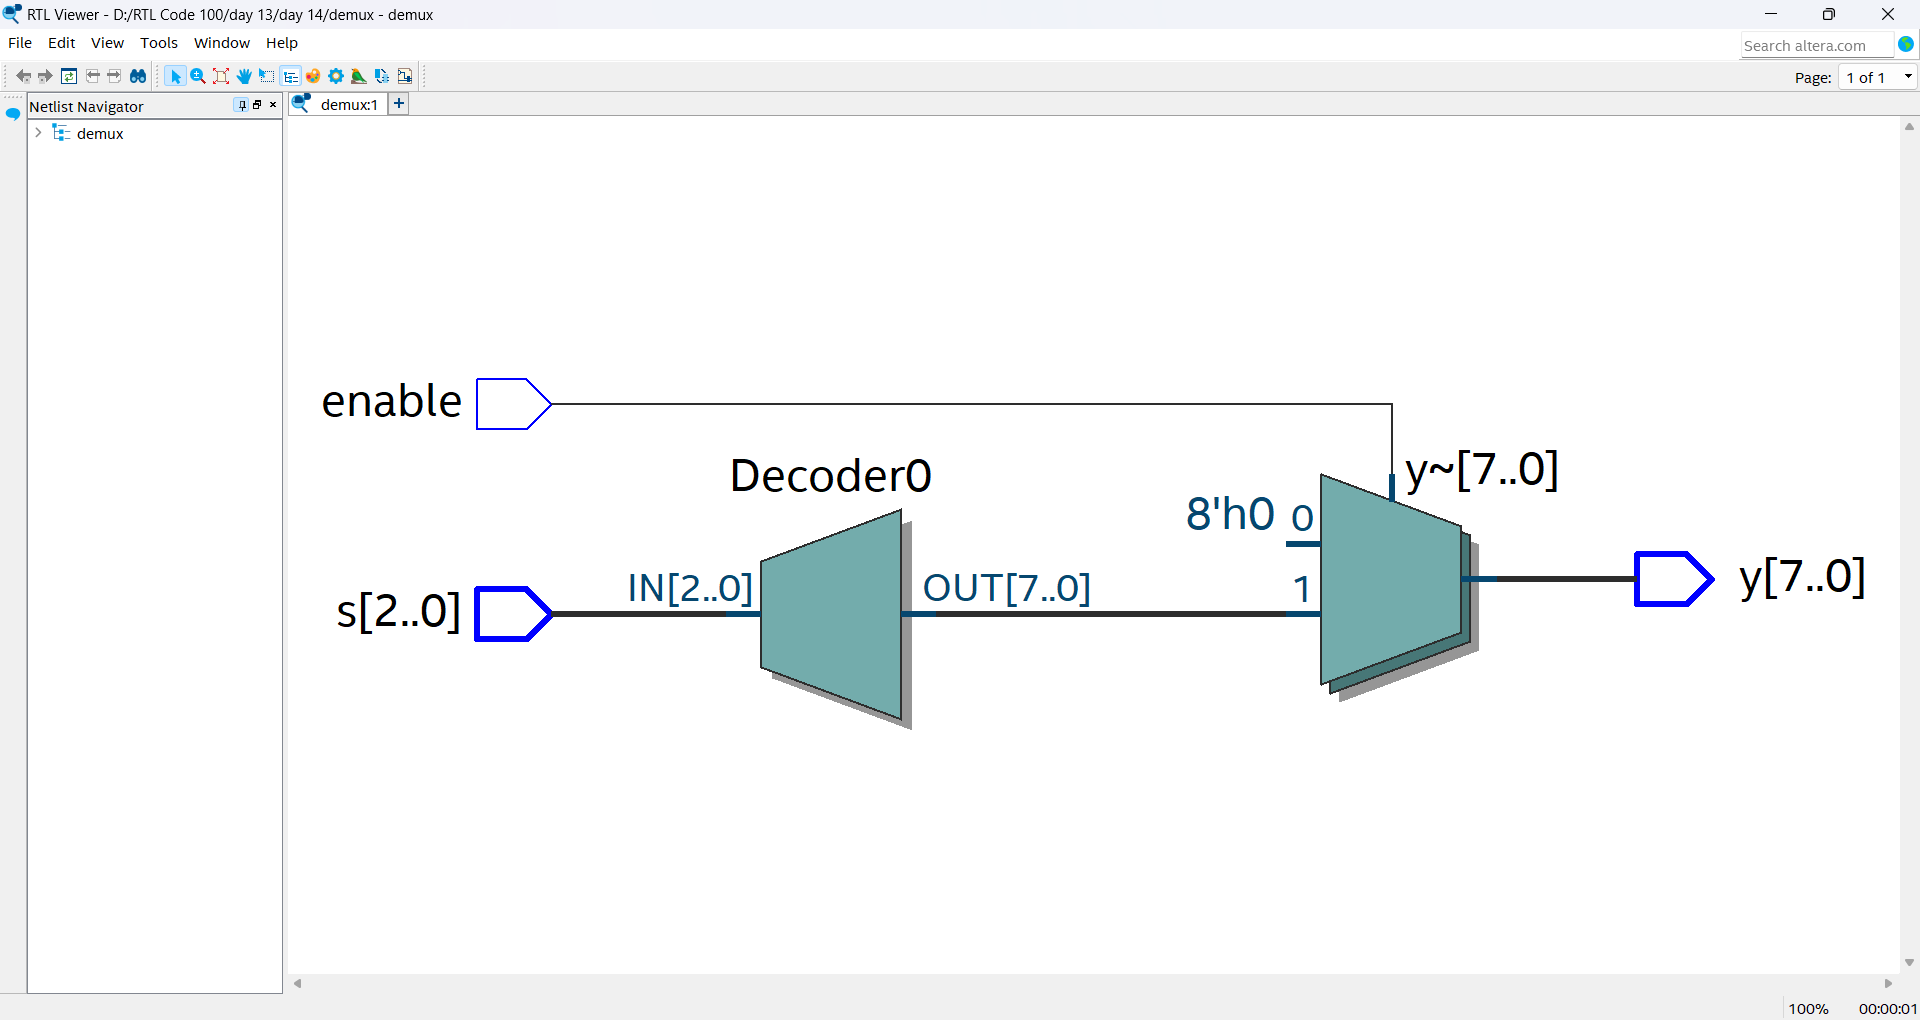 RTL Viewer - D:/RTL Code 100/day 13/day 14/demux - demux
File Edit View Tools Window Help
Search altera.com
Page: 1 of 1
Netlist Navigator
demux:1 +
demux
enable
Decoder0
y~[7..0]
8'h0 0
IN[2..0] OUT[7..0] 1
s[2..0]
y[7..0]
100% 00:00:01